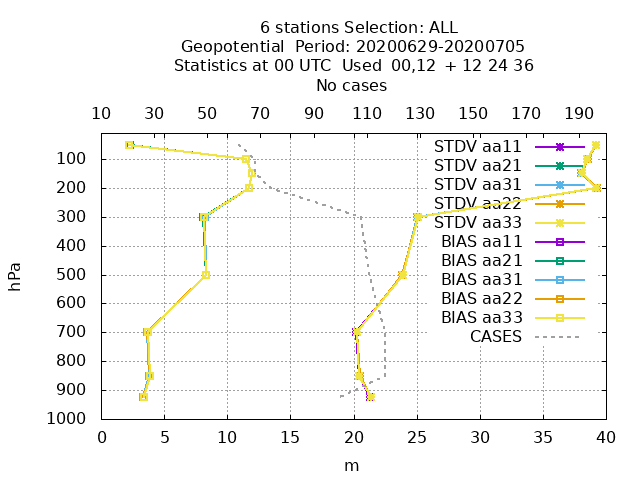 6 stations Selection: ALL
Geopotential  Period: 20200629-20200705
Statistics at 00 UTC  Used  00,12  + 12 24 36
No cases
10 30 50 70 90 110 130 150 170 190
STDV aa11
STDV aa21
STDV aa31
STDV aa22
STDV aa33
BIAS aa11
BIAS aa21
BIAS aa31
BIAS aa22
BIAS aa33
CASES
hPa
100
200
300
400
500
600
700
800
900
1000
0 5 10 15 20 25 30 35 40
m